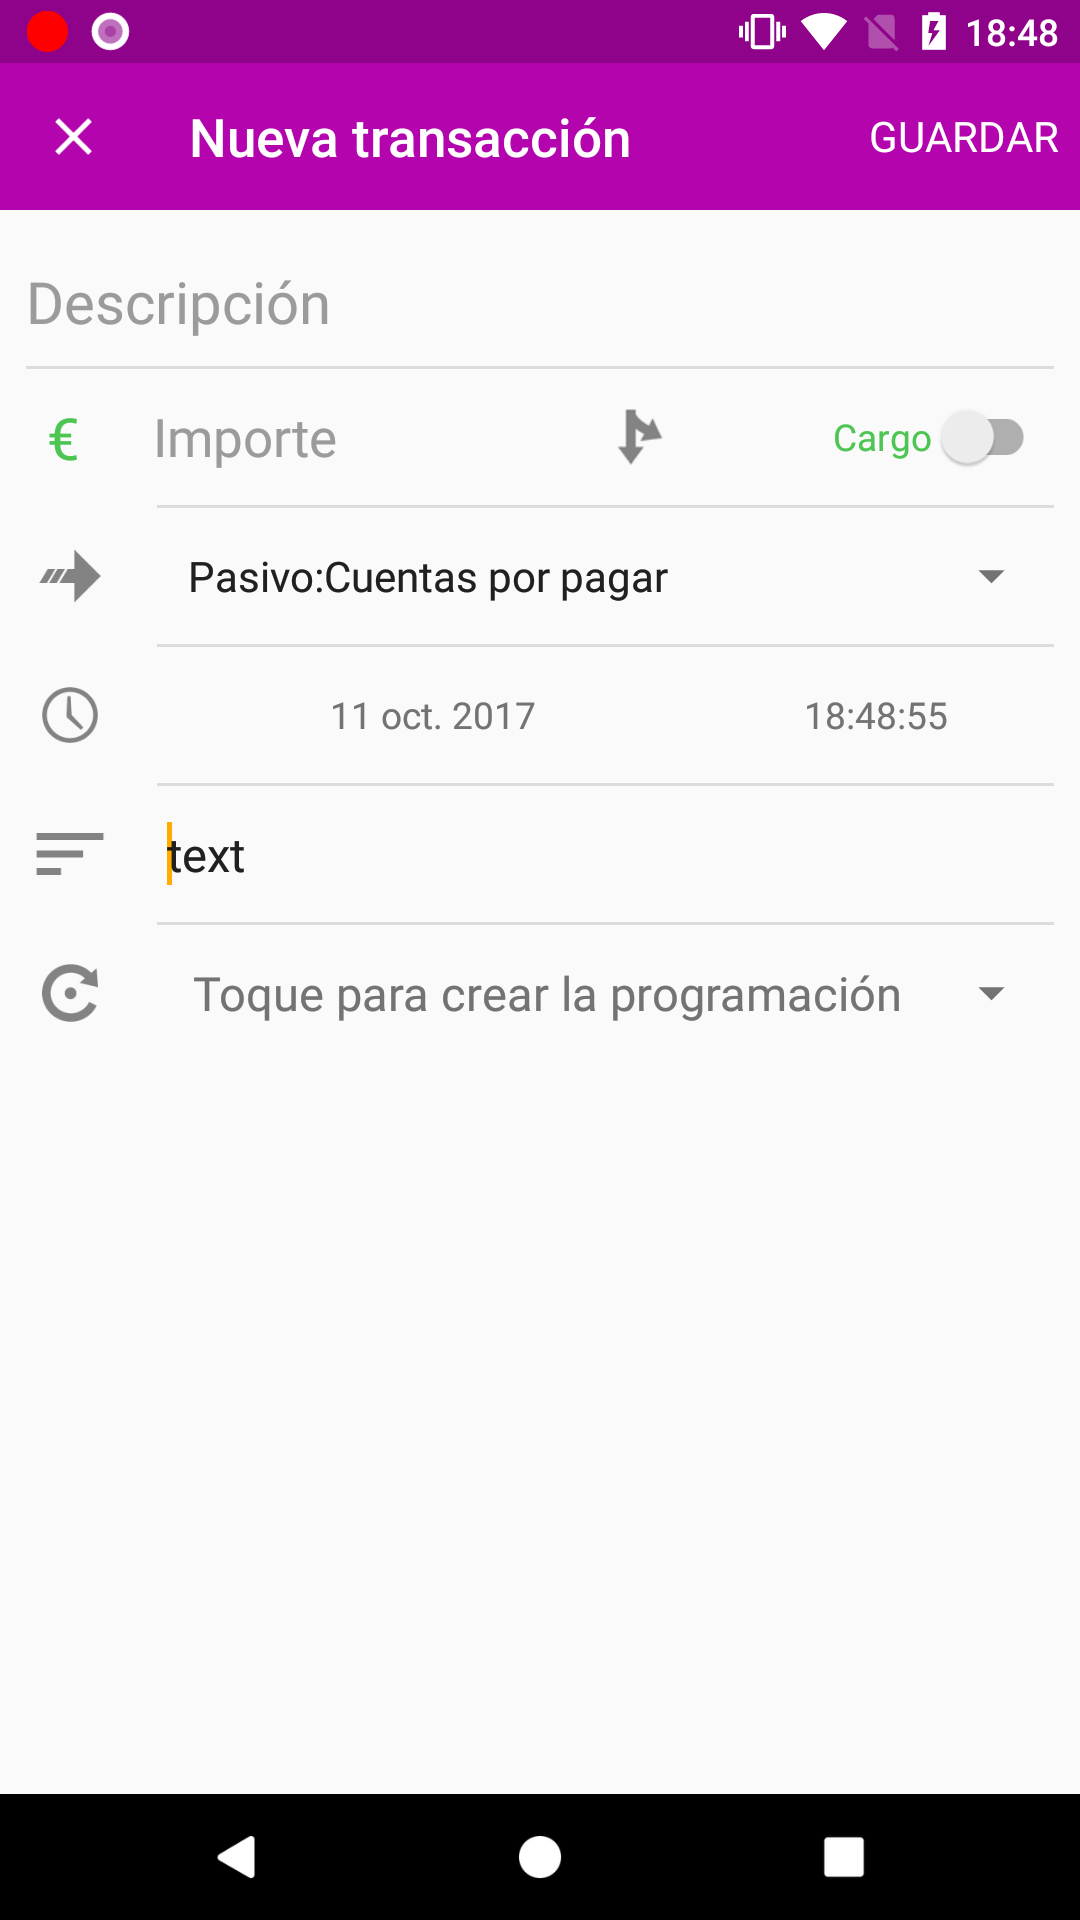 18:48
Nueva transacción
GUARDAR
Descripción
€ Importe Cargo
Pasivo:Cuentas por pagar
11 oct. 2017 18:48:55
text
Toque para crear la programación